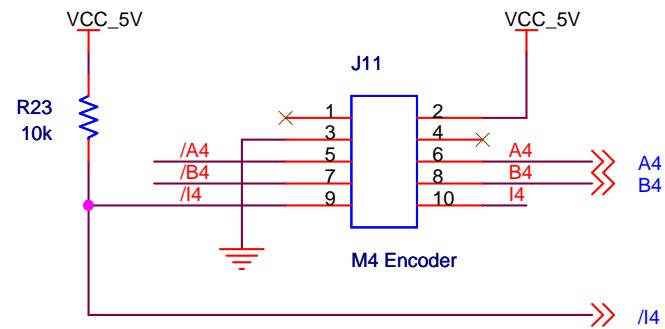 VCC_5V VCC_5V
J11
R23
10k
1 2
3 4
/A4 5 6 A4 A4
/B4 7 8 B4 B4
/I4 9 10 I4
M4 Encoder
/I4